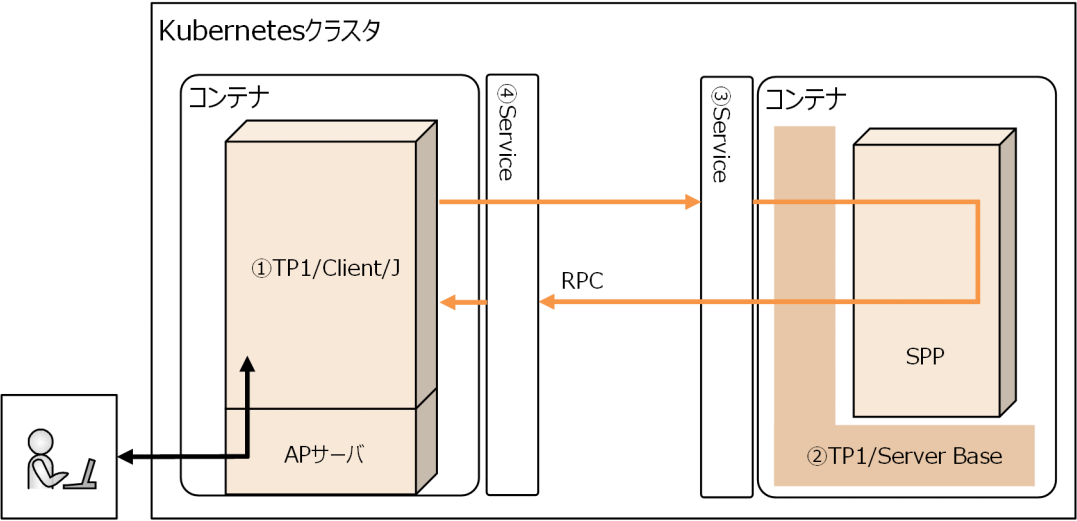 Kubernetesクラスタ
コンテナ
④Service
③Service
コンテナ
①TP1/Client/J
RPC
SPP
APサーバ
②TP1/Server Base